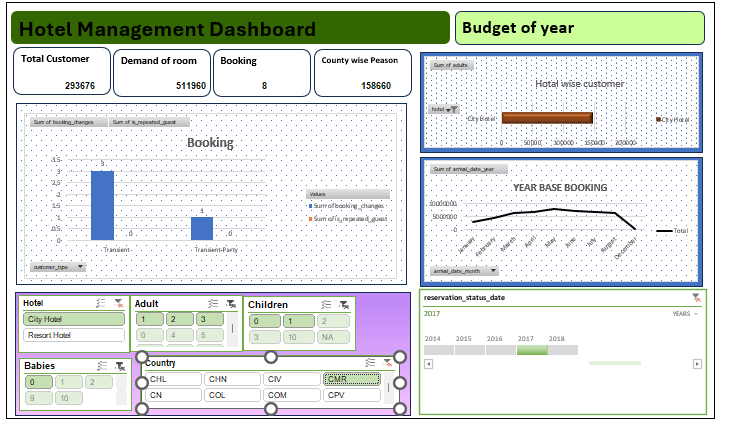 Hotel Management Dashboard
Budget of year
Total Customer
293676
Demand of room
511960
Booking
8
County wise Peason
158660
Sum of booking_changes
Sum of is_repeated_guest
Booking
3.5
3
2.5
2
1.5
1
0.5
0
3
0
1
0
Transient
Transient-Party
Values
Sum of booking_changes
Sum of is_repeated_guest
customer_type
Sum of adults
Hotal wise customer
hotel
City Hotel
City Hotel
0
50000
100000
150000
200000
Sum of arrival_date_year
YEAR BASE BOOKING
10000000
5000000
0
January
February
March
April
May
June
July
August
December
Total
arrival_date_month
Hotel
City Hotel
Resort Hotel
Adult
1 2 3
0 4 5
Children
0 1 2
3 10 NA
Babies
0 1 2
9 10
Country
CHL CHN CIV CMR
CN COL COM CPV
reservation_status_date
2017
YEARS
2014 2015 2016 2017 2018